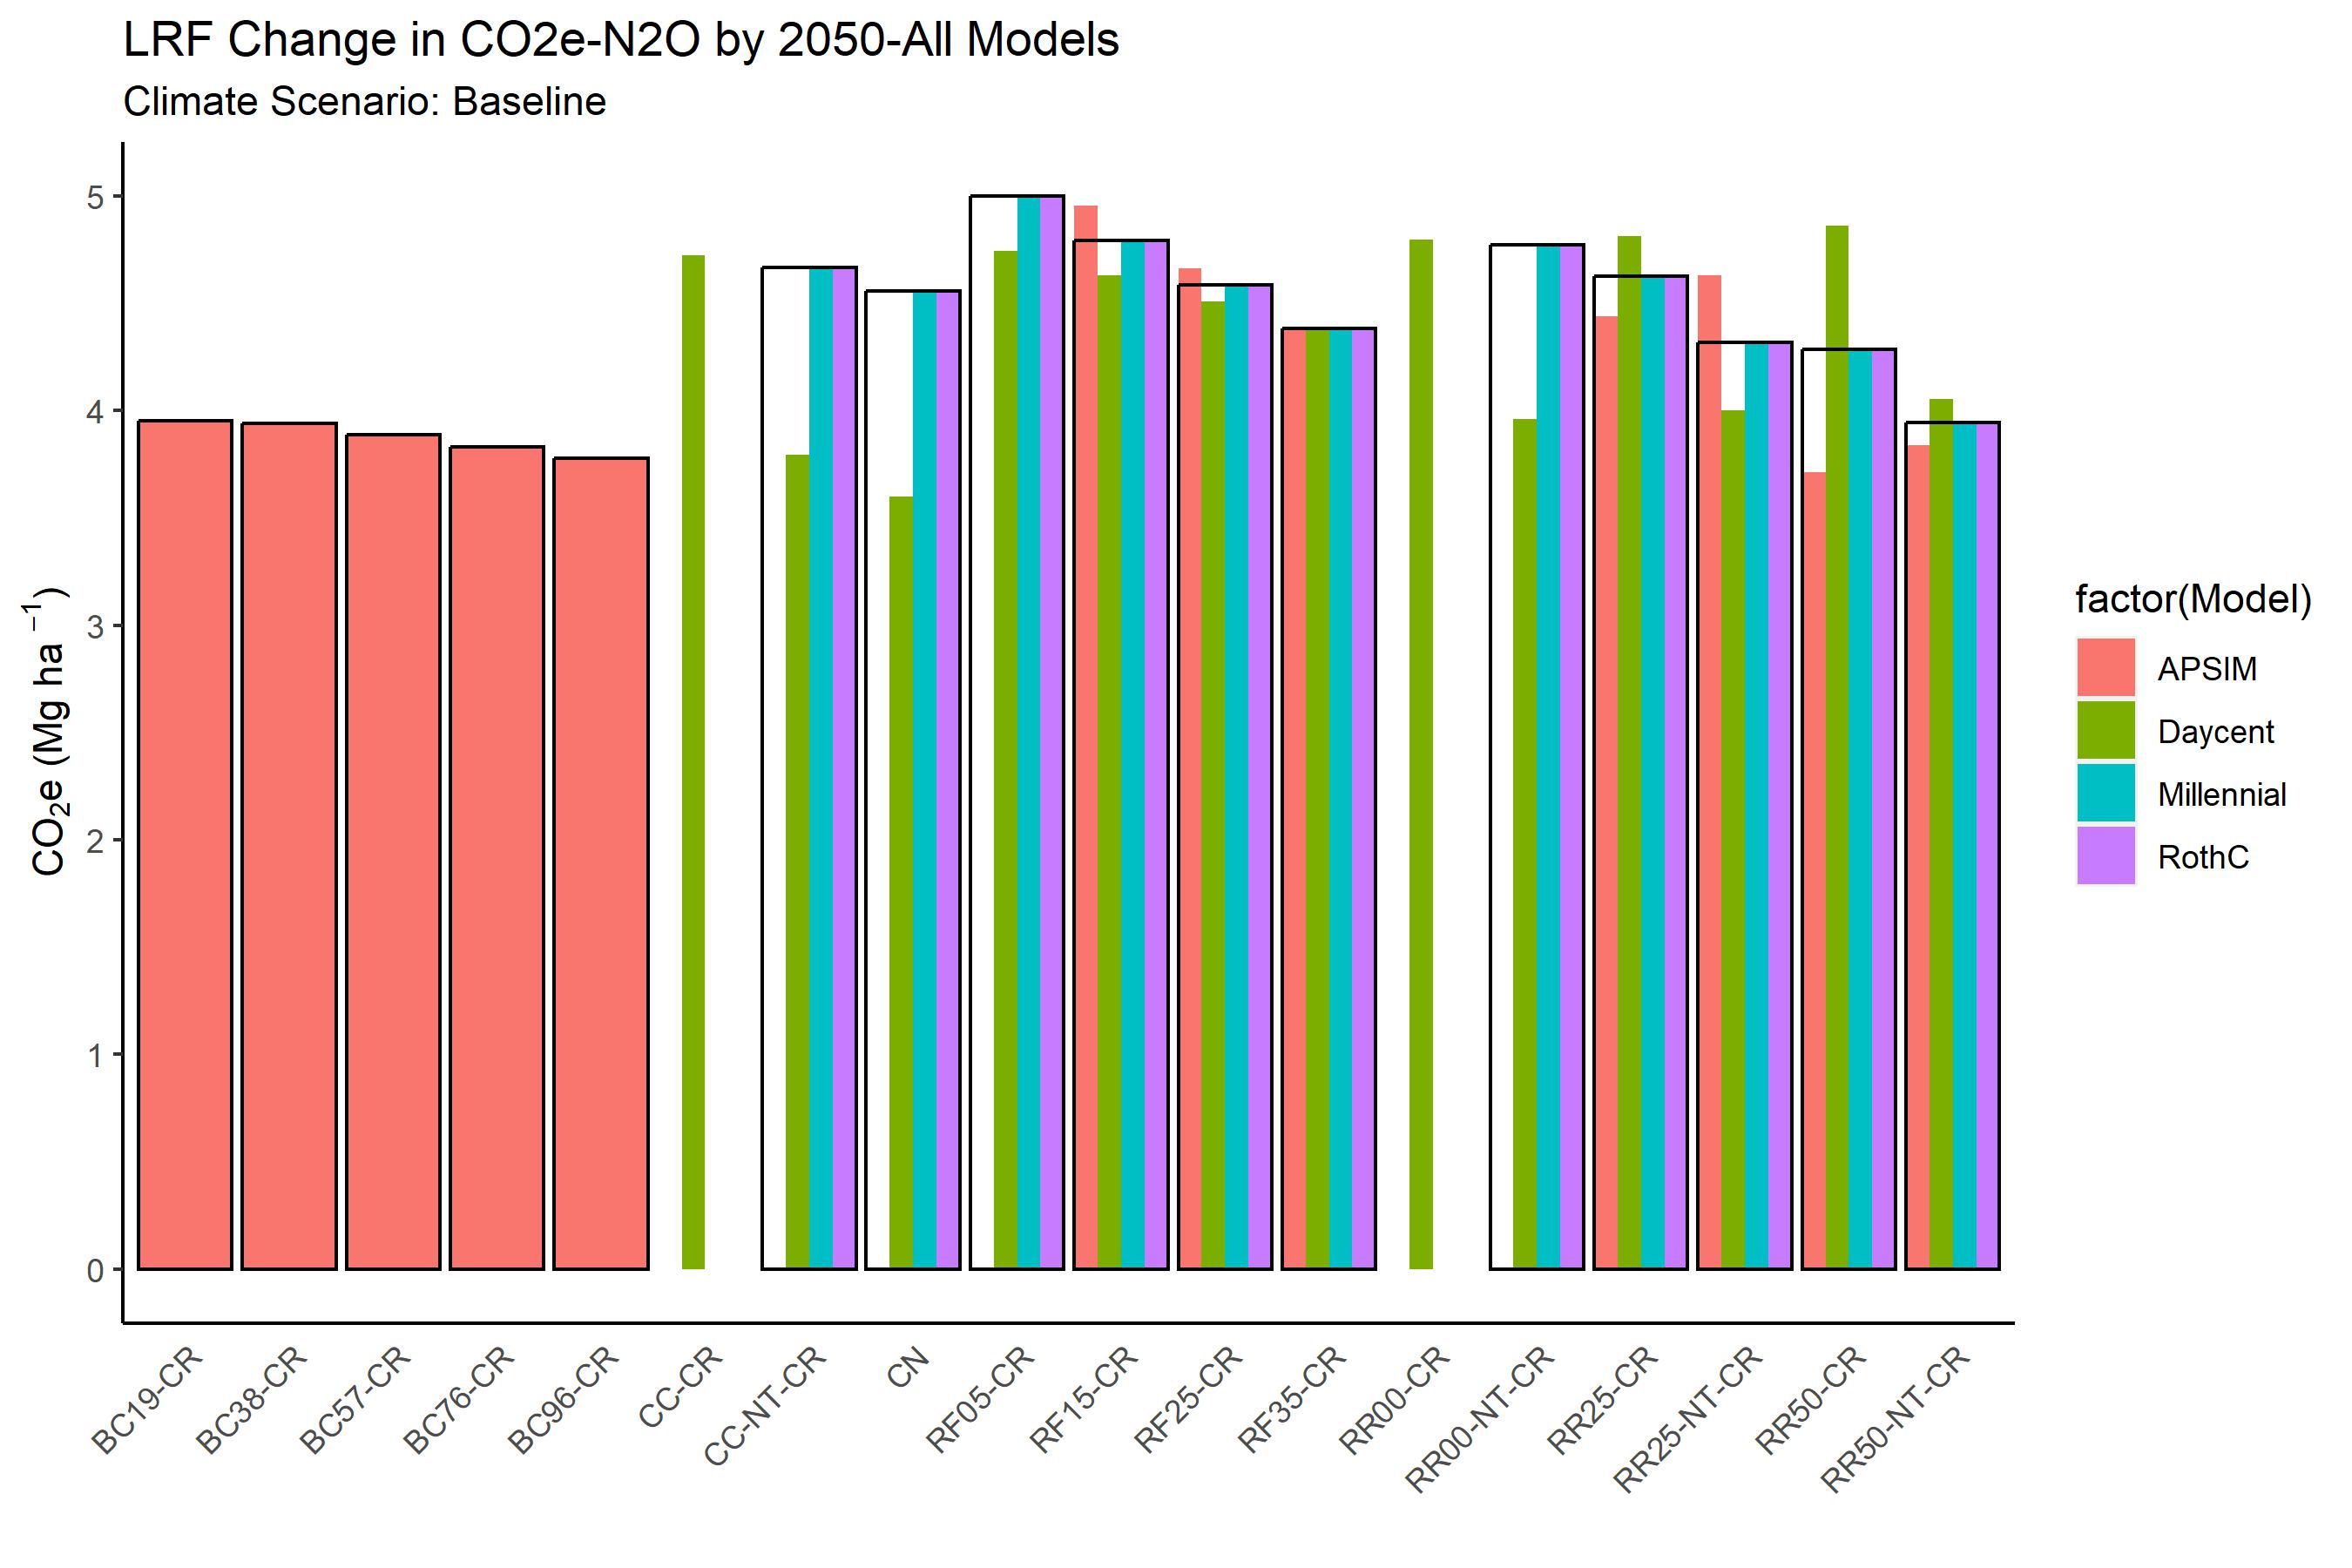 LRF Change in CO2e-N2O by 2050-All Models
Climate Scenario: Baseline
CO₂e (Mg ha ⁻¹)
5
4
3
2
1
0
BC19-CR
BC38-CR
BC57-CR
BC76-CR
BC96-CR
CC-CR
CC-NT-CR
CN
RF05-CR
RF15-CR
RF25-CR
RF35-CR
RR00-CR
RR00-NT-CR
RR25-CR
RR25-NT-CR
RR50-CR
RR50-NT-CR
factor(Model)
APSIM
Daycent
Millennial
RothC